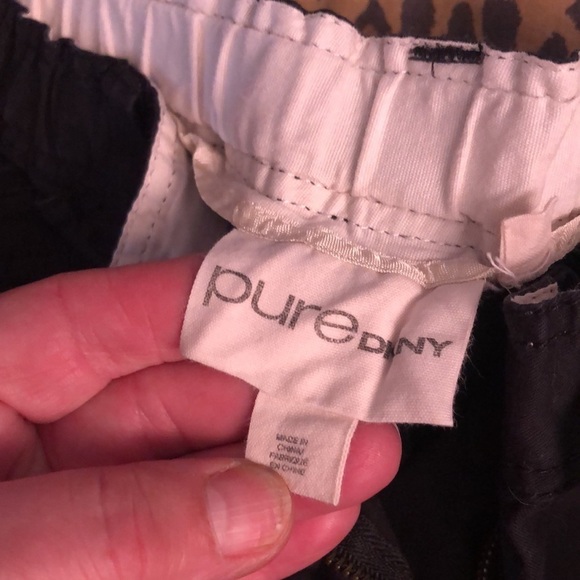 pure DKNY
MADE IN
CHINA/
FABRIQUÉ
EN CHINE